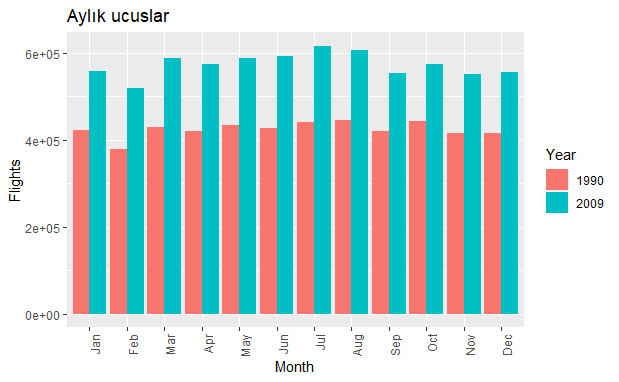 Aylık ucuslar
6e+05
4e+05
2e+05
0e+00
Flights
Jan Feb Mar Apr May Jun Jul Aug Sep Oct Nov Dec
Month
Year
1990
2009